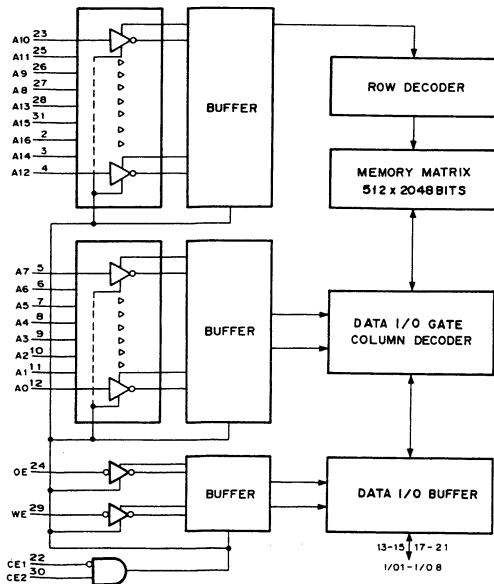 A10 23
A11 25
A9 26
A8 27
A13 28
A15 31
A16 2
A14 3
A12 4
BUFFER
ROW DECODER
MEMORY MATRIX
512 x 2048 BITS
A7 5
A6 6
A5 7
A4 8
A3 9
A2 10
A1 11
A0 12
BUFFER
DATA I/O GATE
COLUMN DECODER
OE 24
WE 29
BUFFER
DATA I/O BUFFER
CE1 22
CE2 30
13-15 17-21
I/O1-I/O8